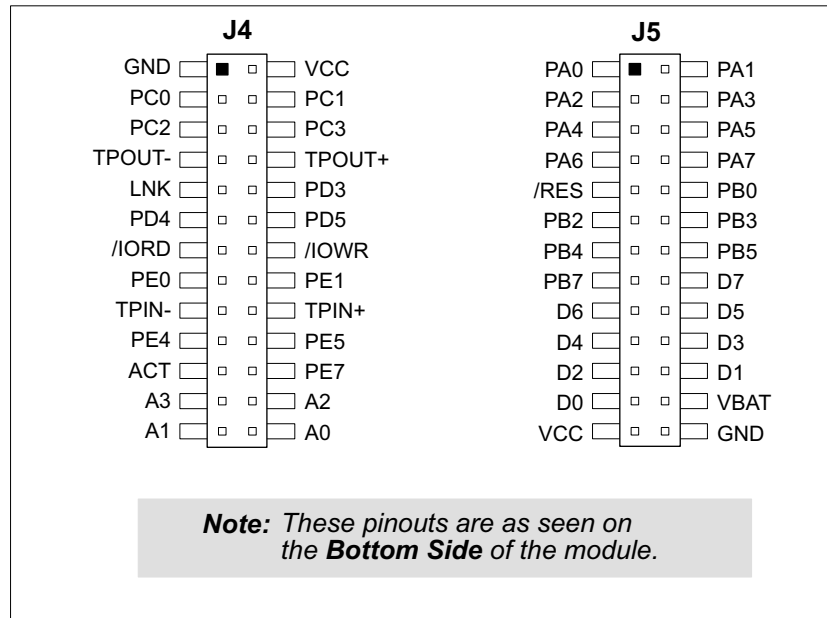 J4
GND VCC
PC0 PC1
PC2 PC3
TPOUT- TPOUT+
LNK PD3
PD4 PD5
/IORD /IOWR
PE0 PE1
TPIN- TPIN+
PE4 PE5
ACT PE7
A3 A2
A1 A0
J5
PA0 PA1
PA2 PA3
PA4 PA5
PA6 PA7
/RES PB0
PB2 PB3
PB4 PB5
PB7 D7
D6 D5
D4 D3
D2 D1
D0 VBAT
VCC GND
Note: These pinouts are as seen on
the Bottom Side of the module.